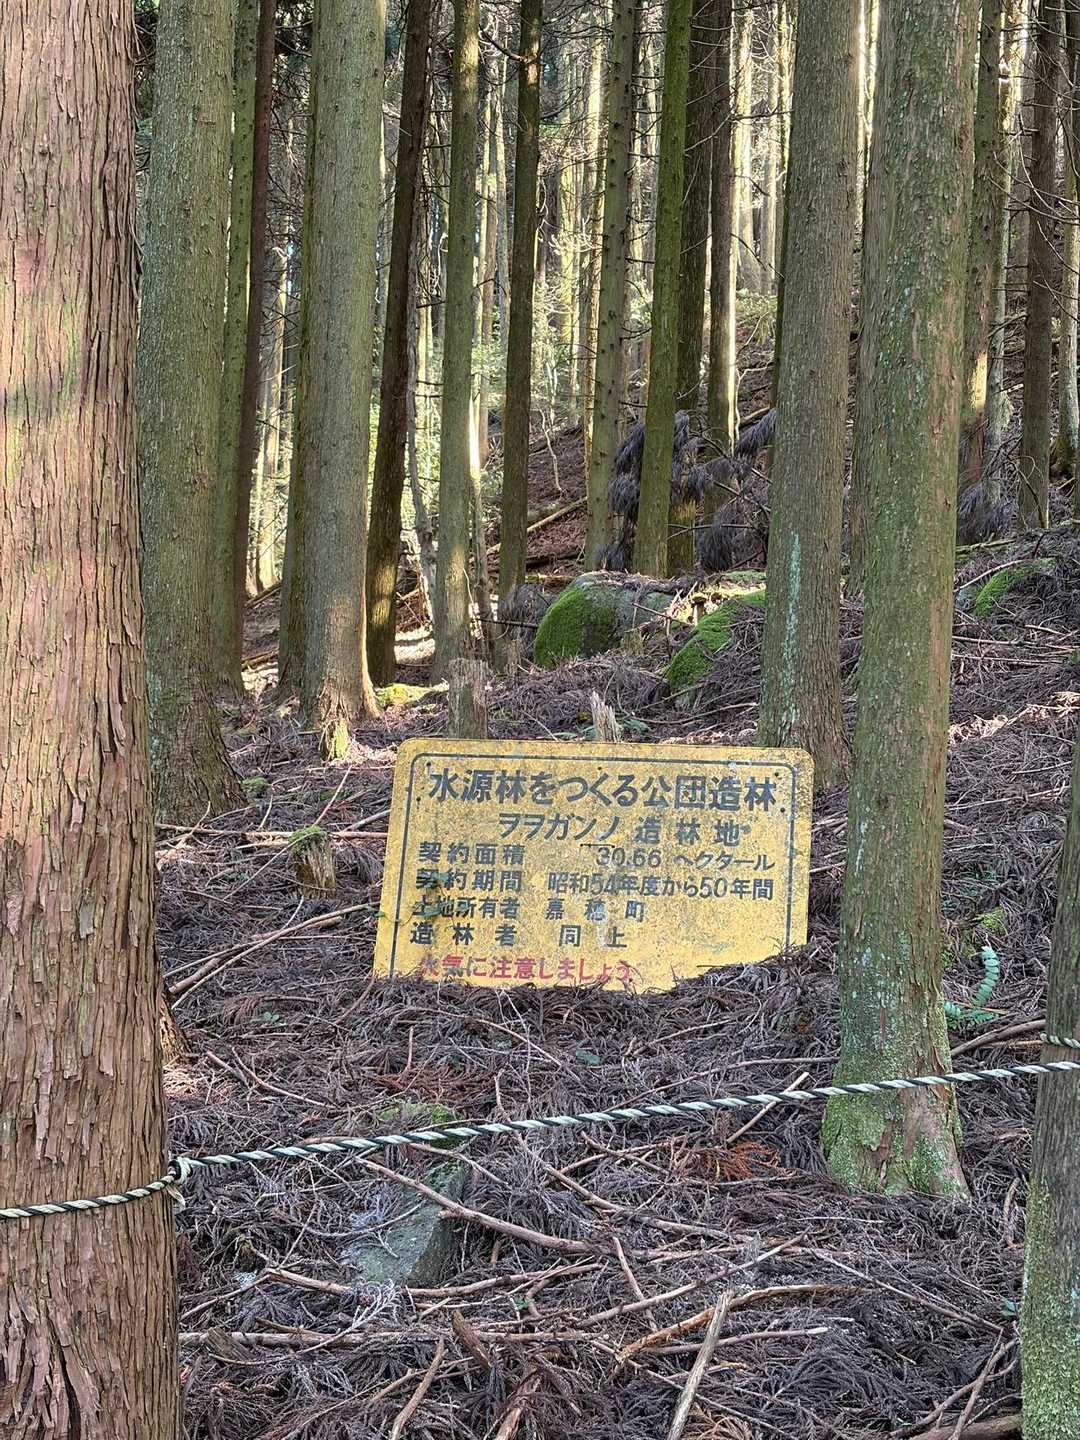 水源林をつくる公団造林
ヲヲガンノ 造林地
契約面積 30.66 ヘクタール
契約期間 昭和54年度から50年間
土地所有者 嘉穂町
造林者 同上
火気に注意しましょう